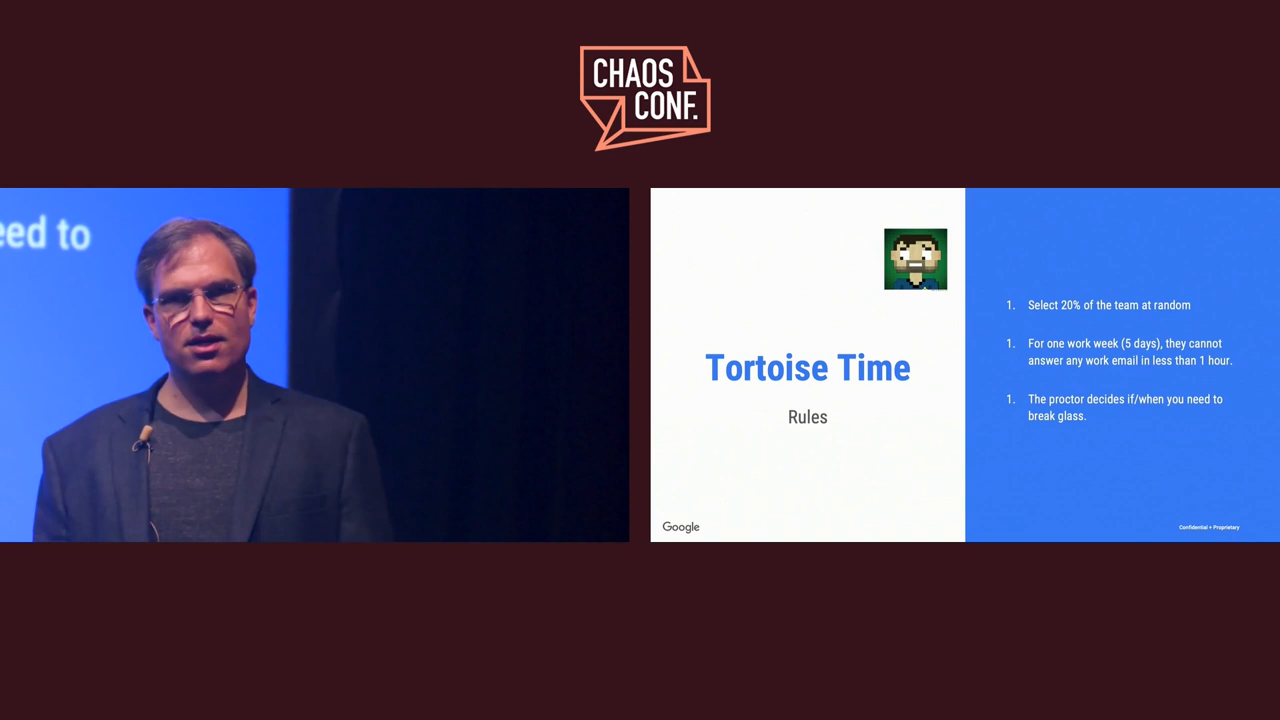 CHAOS
CONF.
eed to
Tortoise Time
Rules
Google
1. Select 20% of the team at random
1. For one work week (5 days), they cannot
answer any work email in less than 1 hour.
1. The proctor decides if/when you need to
break glass.
Confidential + Proprietary